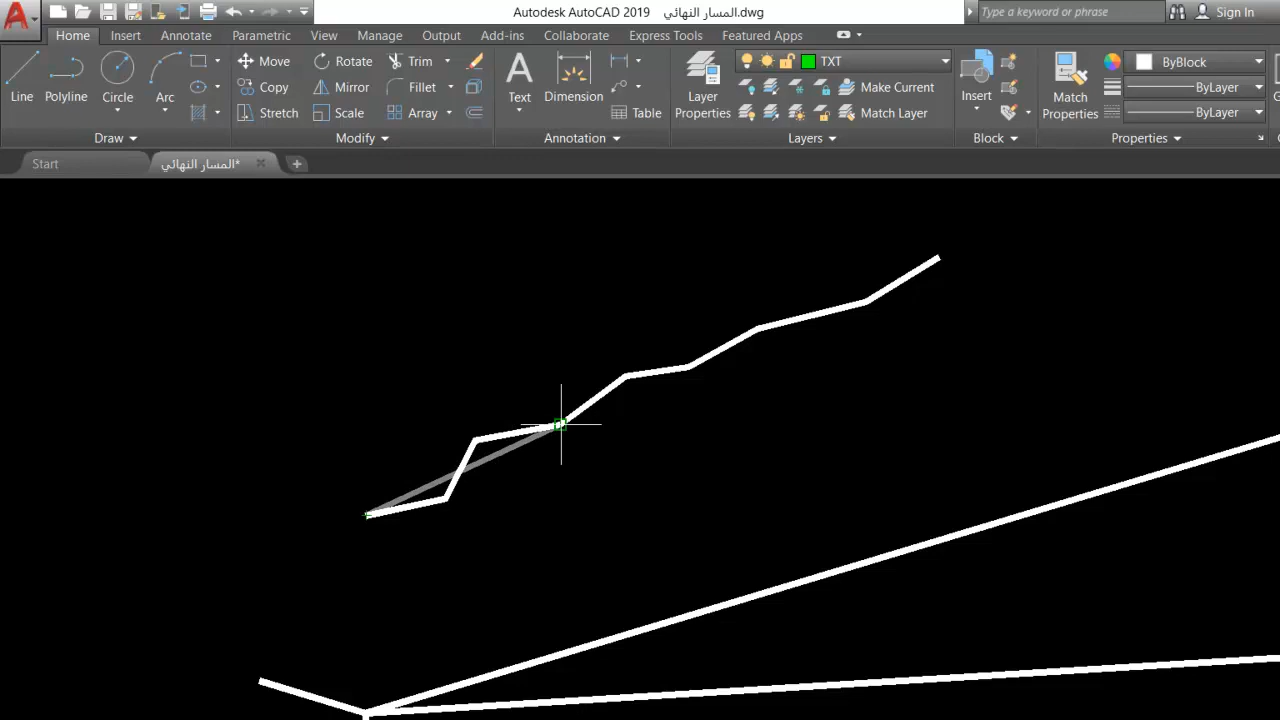 Autodesk AutoCAD 2019 المسار النهائي.dwg
Type a keyword or phrase
Sign In
Home Insert Annotate Parametric View Manage Output Add-ins Collaborate Express Tools Featured Apps
Line Polyline Circle Arc
Move Rotate Trim
Copy Mirror Fillet
Stretch Scale Array
Text Dimension Table
Layer Properties
TXT
Make Current
Match Layer
Insert
Match Properties
ByBlock
ByLayer
ByLayer
Draw Modify Annotation Layers Block Properties
Start المسار النهائي*